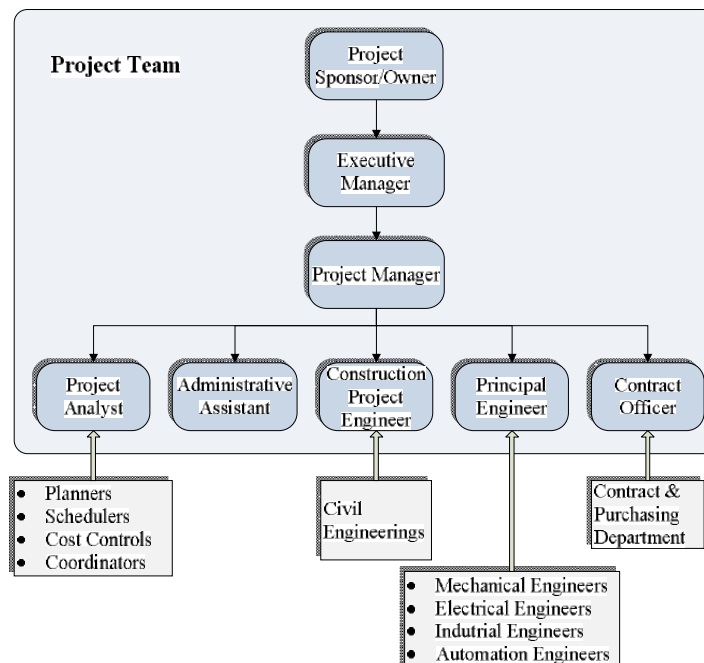 Project Team
Project
Sponsor/Owner
Executive
Manager
Project Manager
Project
Analyst
Administrative
Assistant
Construction
Project
Engineer
Principal
Engineer
Contract
Officer
• Planners
• Schedulers
• Cost Controls
• Coordinators
Civil
Engineerings
Contract &
Purchasing
Department
• Mechanical Engineers
• Electrical Engineers
• Indutrial Engineers
• Automation Engineers